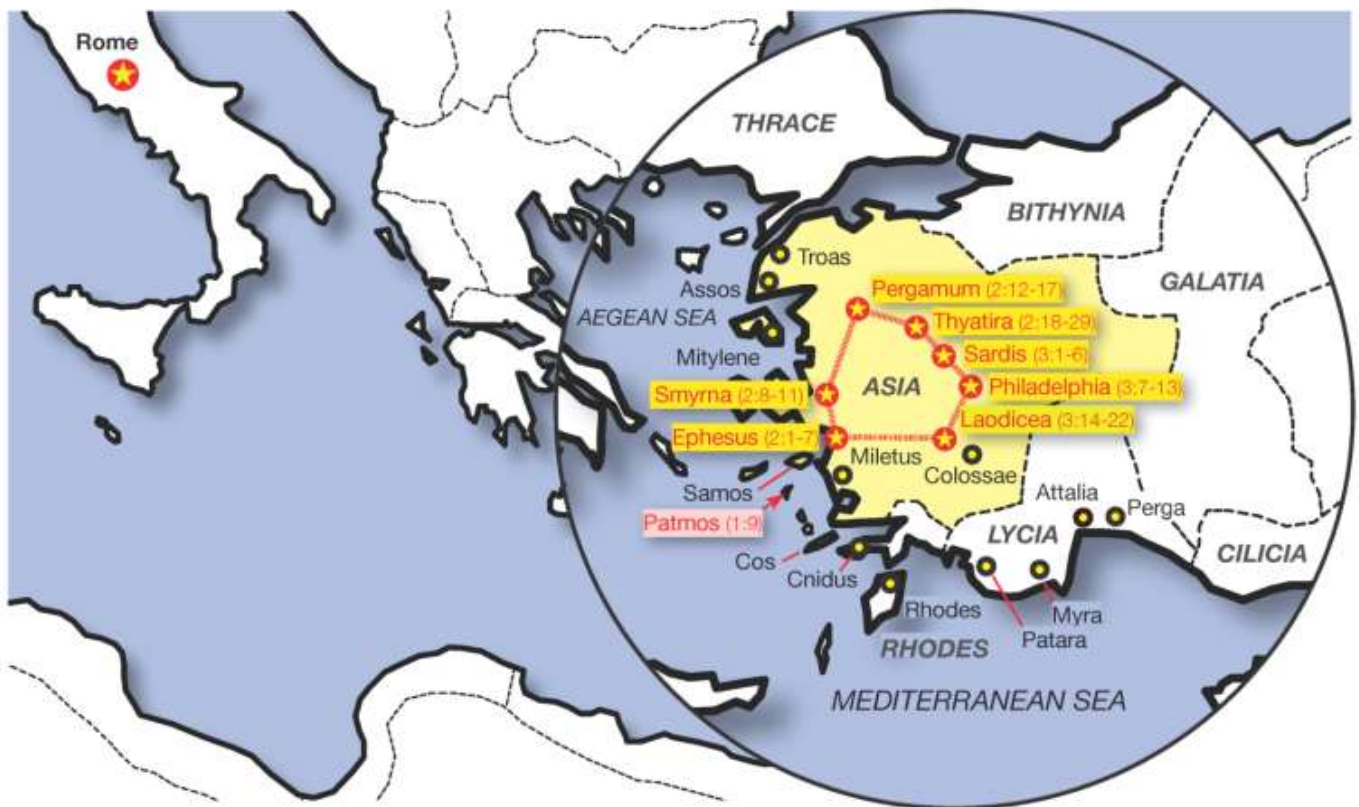 Rome
THRACE
BITHYNIA
GALATIA
Troas
Assos
Pergamum (2:12-17)
AEGEAN SEA
Thyatira (2:18-29)
Mitylene
Sardis (3:1-6)
Smyrna (2:8-11)
ASIA
Philadelphia (3:7-13)
Laodicea (3:14-22)
Ephesus (2:1-7)
Miletus
Colossae
Samos
Patmos (1:9)
Attalia
Perga
LYCIA
CILICIA
Cos
Cnidus
Rhodes
Myra
Patara
RHODES
MEDITERRANEAN SEA